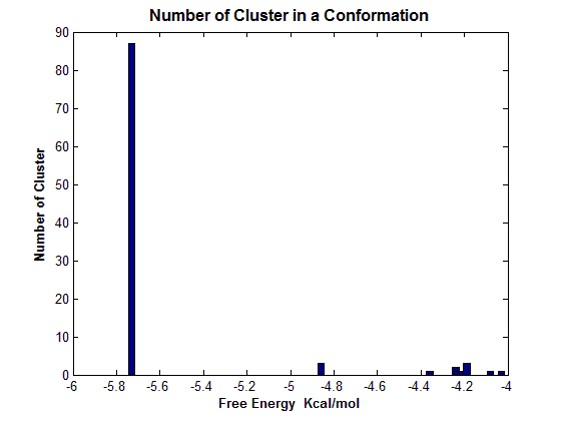 Number of Cluster in a Conformation
90
80
70
60
50
40
30
20
10
0
Number of Cluster
-6 -5.8 -5.6 -5.4 -5.2 -5 -4.8 -4.6 -4.4 -4.2 -4
Free Energy Kcal/mol